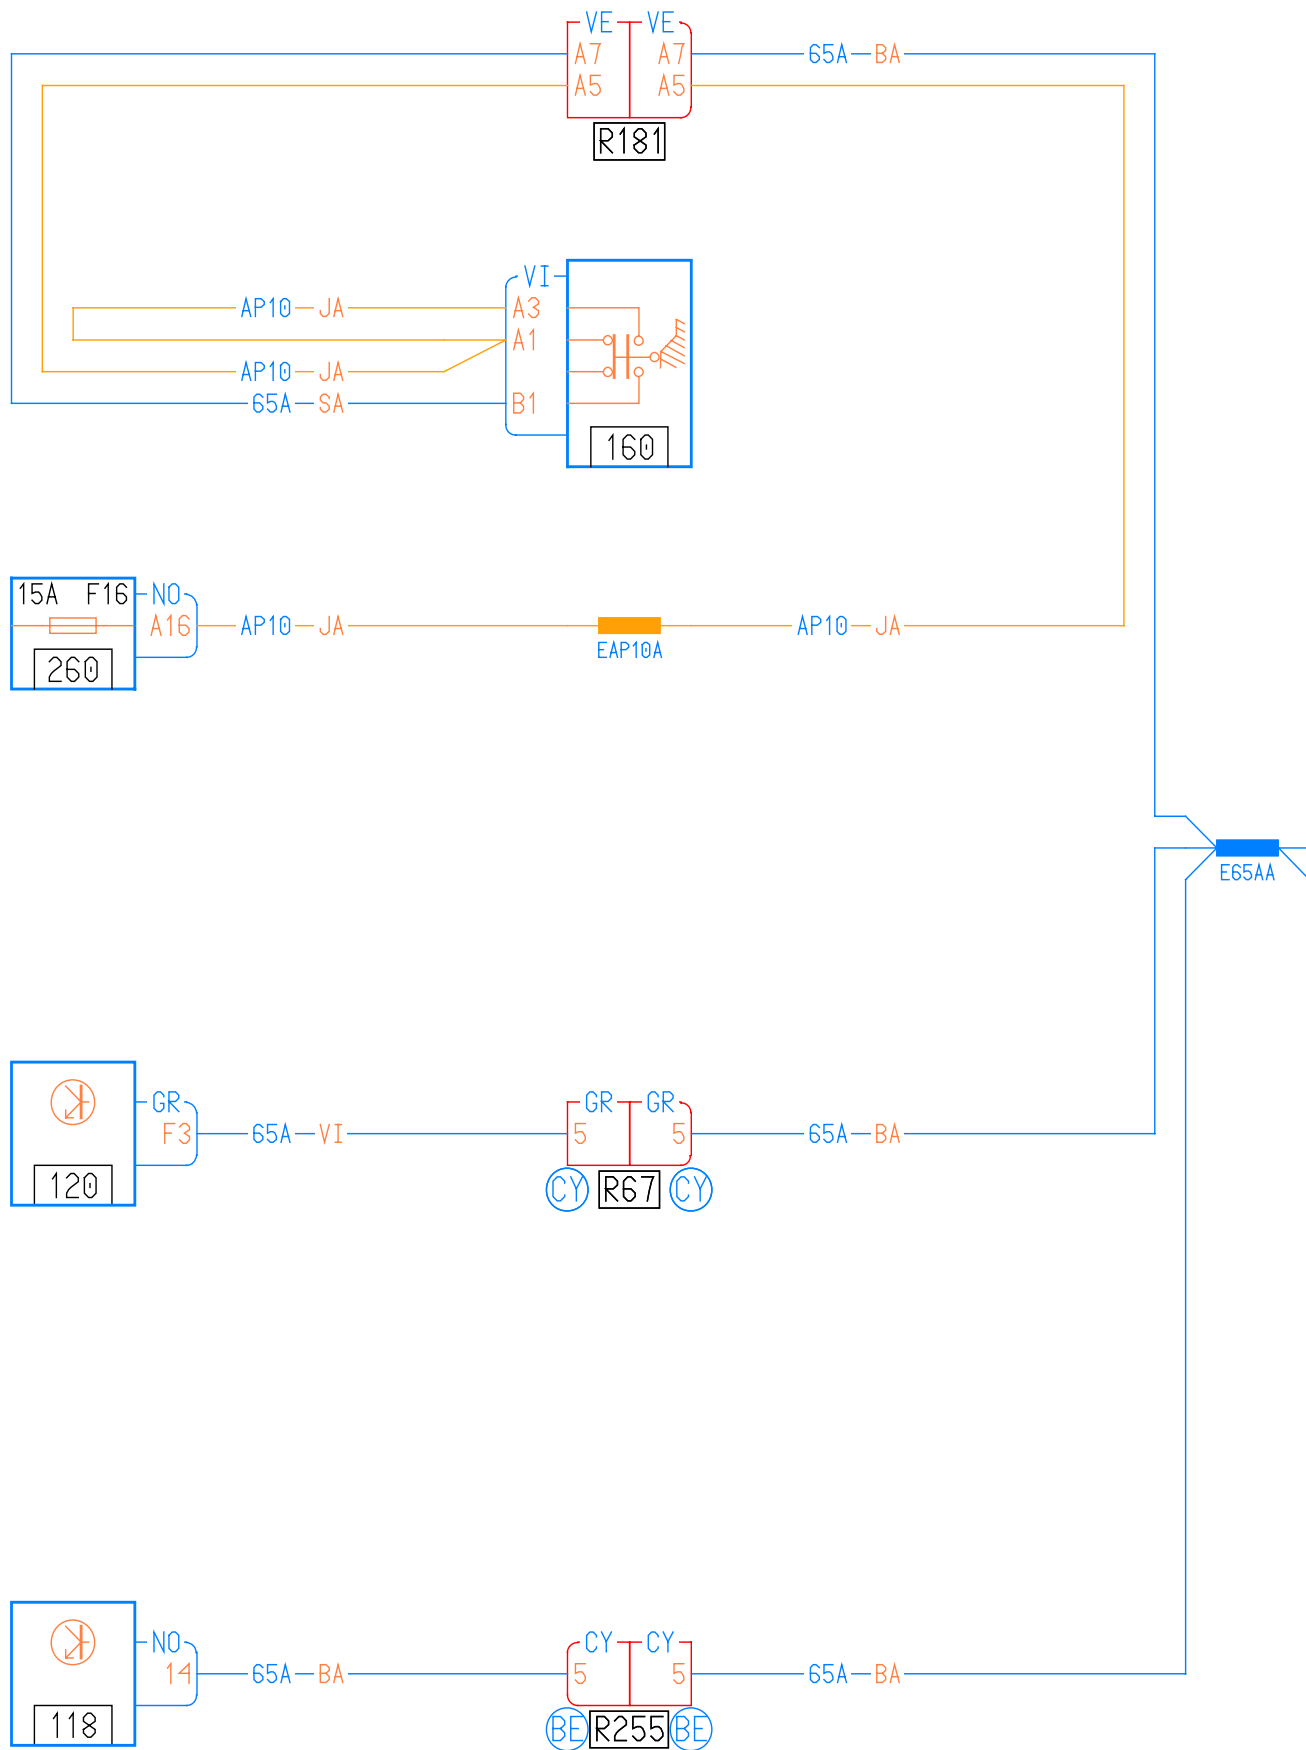 VE VE
A7 A7 65A BA
A5 A5
R181
VI
AP10 JA A3
A1
AP10 JA
65A SA B1
160
15A F16 NO
A16 AP10 JA AP10 JA
EAP10A
260
E65AA
GR GR GR
F3 65A VI 5 5 65A BA
120 CY R67 CY
NO CY CY
14 65A BA 5 5 65A BA
118 BE R255 BE